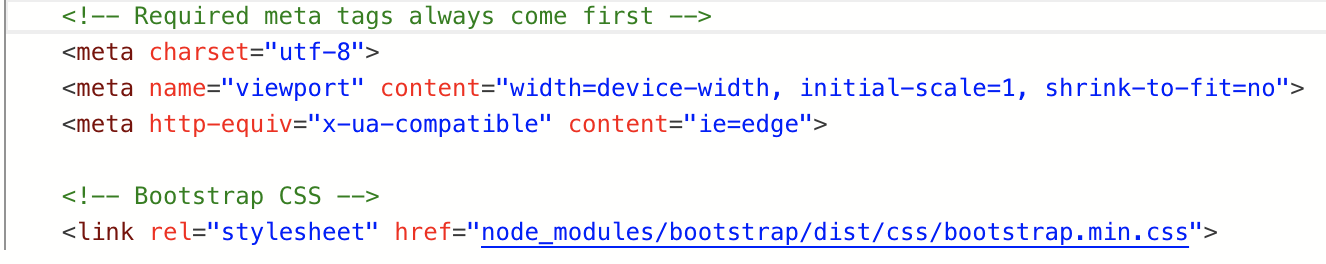 <!-- Required meta tags always come first -->
<meta charset="utf-8">
<meta name="viewport" content="width=device-width, initial-scale=1, shrink-to-fit=no">
<meta http-equiv="x-ua-compatible" content="ie=edge">
<!-- Bootstrap CSS -->
<link rel="stylesheet" href="node_modules/bootstrap/dist/css/bootstrap.min.css">